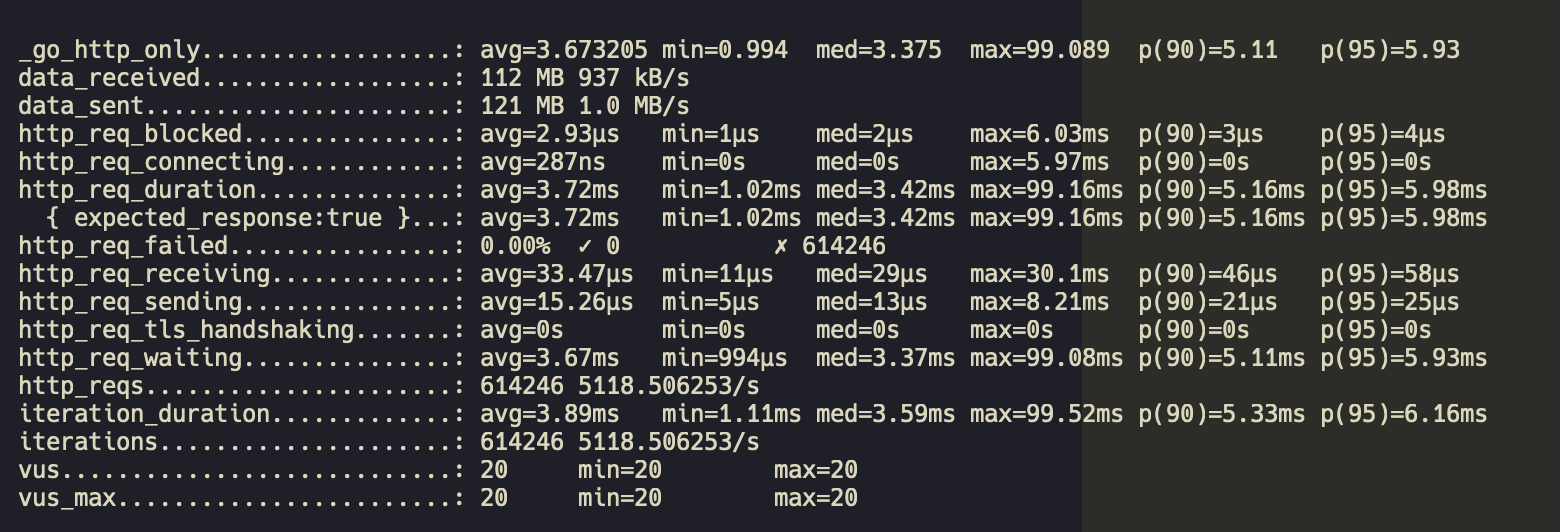 _go_http_only..................: avg=3.673205 min=0.994  med=3.375  max=99.089  p(90)=5.11   p(95)=5.93
data_received..................: 112 MB 937 kB/s
data_sent......................: 121 MB 1.0 MB/s
http_req_blocked...............: avg=2.93µs   min=1µs    med=2µs    max=6.03ms  p(90)=3µs    p(95)=4µs
http_req_connecting............: avg=287ns    min=0s     med=0s     max=5.97ms  p(90)=0s     p(95)=0s
http_req_duration..............: avg=3.72ms   min=1.02ms med=3.42ms max=99.16ms p(90)=5.16ms p(95)=5.98ms
  { expected_response:true }...: avg=3.72ms   min=1.02ms med=3.42ms max=99.16ms p(90)=5.16ms p(95)=5.98ms
http_req_failed................: 0.00%  ✓ 0           ✗ 614246
http_req_receiving.............: avg=33.47µs  min=11µs   med=29µs   max=30.1ms  p(90)=46µs   p(95)=58µs
http_req_sending...............: avg=15.26µs  min=5µs    med=13µs   max=8.21ms  p(90)=21µs   p(95)=25µs
http_req_tls_handshaking.......: avg=0s       min=0s     med=0s     max=0s      p(90)=0s     p(95)=0s
http_req_waiting...............: avg=3.67ms   min=994µs  med=3.37ms max=99.08ms p(90)=5.11ms p(95)=5.93ms
http_reqs......................: 614246 5118.506253/s
iteration_duration.............: avg=3.89ms   min=1.11ms med=3.59ms max=99.52ms p(90)=5.33ms p(95)=6.16ms
iterations.....................: 614246 5118.506253/s
vus............................: 20     min=20        max=20
vus_max........................: 20     min=20        max=20